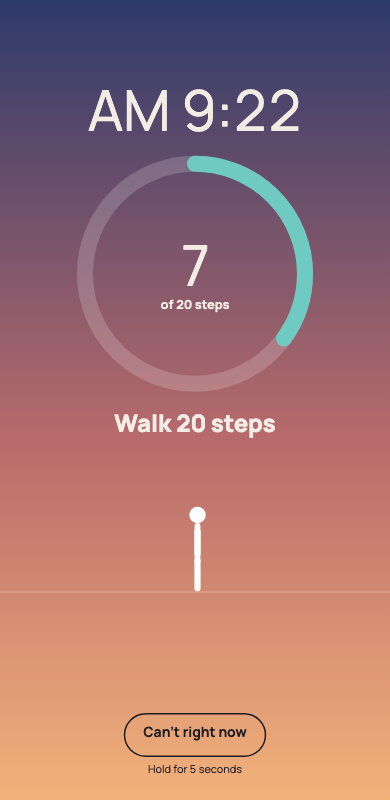 AM 9:22
7
of 20 steps
Walk 20 steps
Can't right now
Hold for 5 seconds